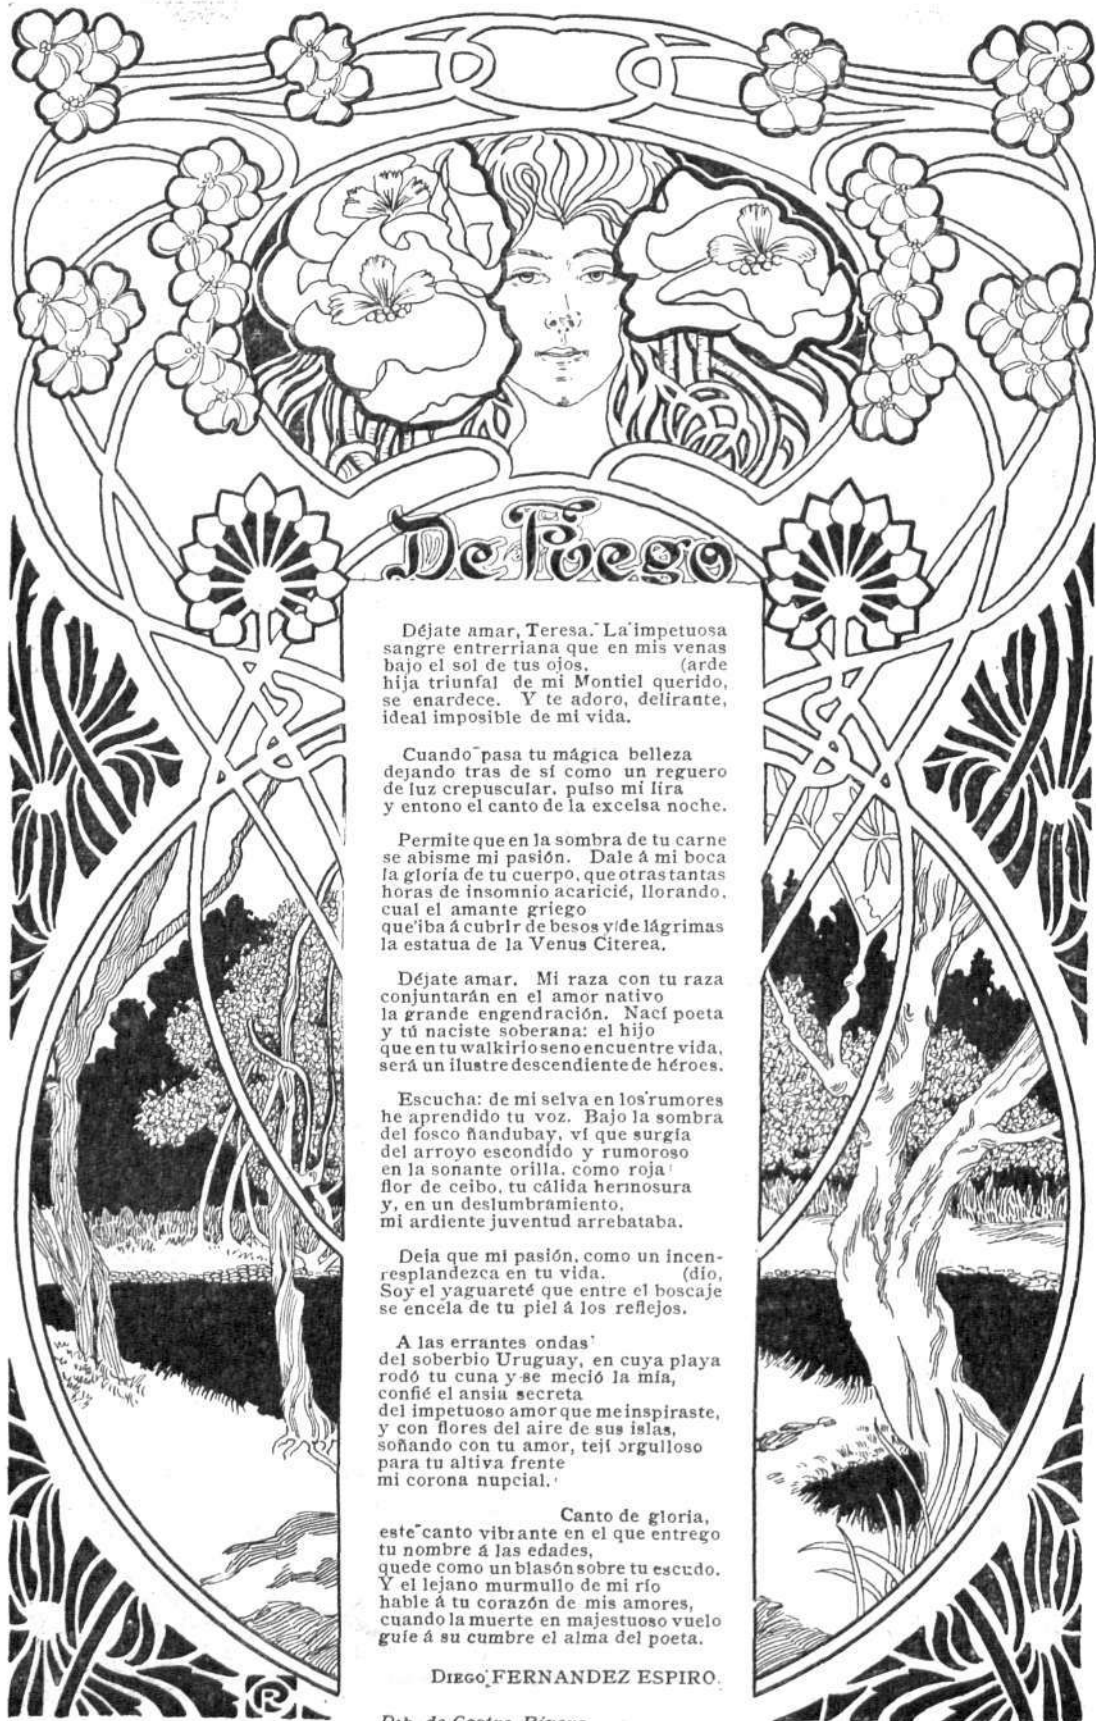 De Fuego
Déjate amar, Teresa. La impetuosa
sangre entrerriana que en mis venas
bajo el sol de tus ojos, (arde
hija triunfal de mi Montiel querido,
se enardece. Y te adoro, delirante,
ideal imposible de mi vida.
Cuando pasa tu mágica belleza
dejando tras de sí como un reguero
de luz crepuscular, pulso mi lira
y entono el canto de la excelsa noche.
Permite que en la sombra de tu carne
se abisme mi pasión. Dale á mi boca
la gloria de tu cuerpo, que otras tantas
horas de insomnio acaricié, llorando,
cual el amante griego
que iba á cubrir de besos y de lágrimas
la estatua de la Venus Citerea.
Déjate amar. Mi raza con tu raza
conjuntarán en el amor nativo
la grande engendración. Nací poeta
y tú naciste soberana: el hijo
que en tu walkirio seno encuentre vida,
será un ilustre descendiente de héroes.
Escucha: de mi selva en los rumores
he aprendido tu voz. Bajo la sombra
del fosco ñandubay, ví que surgía
del arroyo escondido y rumoroso
en la sonante orilla, como roja
flor de ceibo, tu cálida hermosura
y, en un deslumbramiento,
mi ardiente juventud arrebataba.
Deja que mi pasión, como un incen-
resplandezca en tu vida. (dio,
Soy el yaguareté que entre el boscaje
se encela de tu piel á los reflejos.
A las errantes ondas
del soberbio Uruguay, en cuya playa
rodó tu cuna y se meció la mía,
confié el ansia secreta
del impetuoso amor que me inspiraste,
y con flores del aire de sus islas,
soñando con tu amor, tejí orgulloso
para tu altiva frente
mi corona nupcial.
Canto de gloria,
este canto vibrante en el que entrego
tu nombre á las edades,
quede como un blasón sobre tu escudo.
Y el lejano murmullo de mi río
hable á tu corazón de mis amores,
cuando la muerte en majestuoso vuelo
guíe á su cumbre el alma del poeta.
DIEGO FERNANDEZ ESPIRO.
R
de Castro